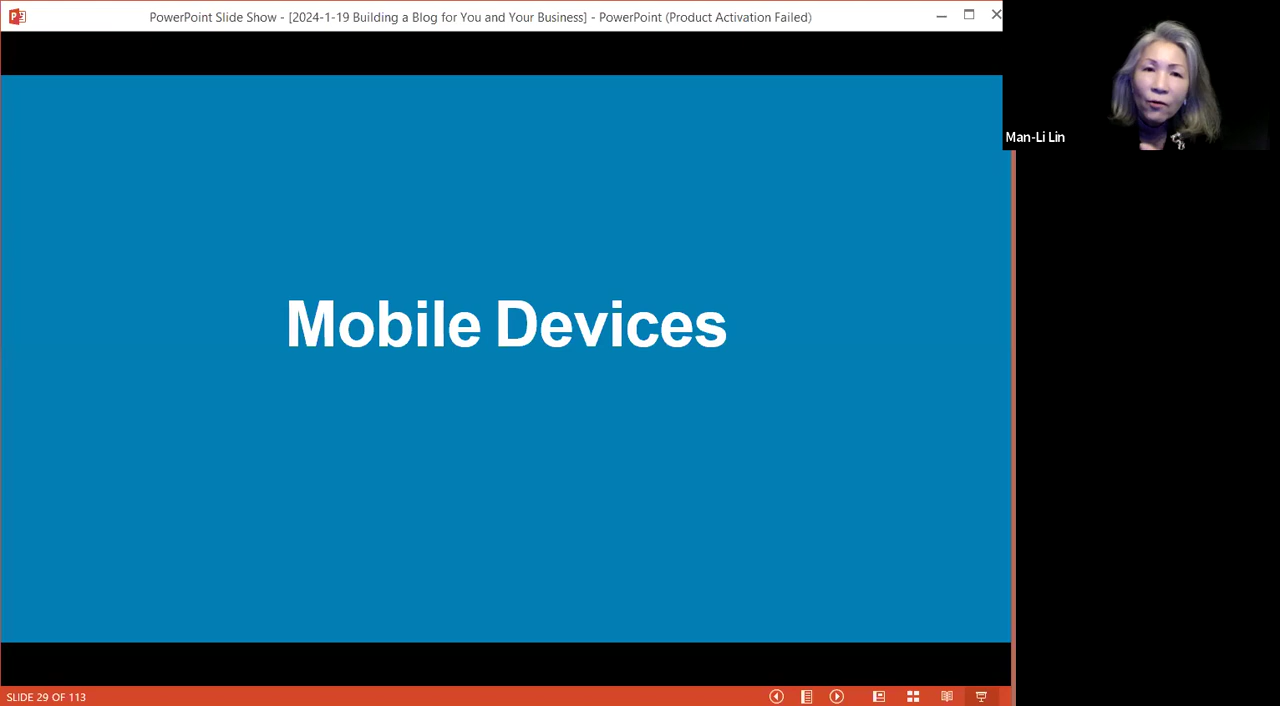 PowerPoint Slide Show - [2024-1-19 Building a Blog for You and Your Business] - PowerPoint (Product Activation Failed)
Man-Li Lin
Mobile Devices
SLIDE 29 OF 113